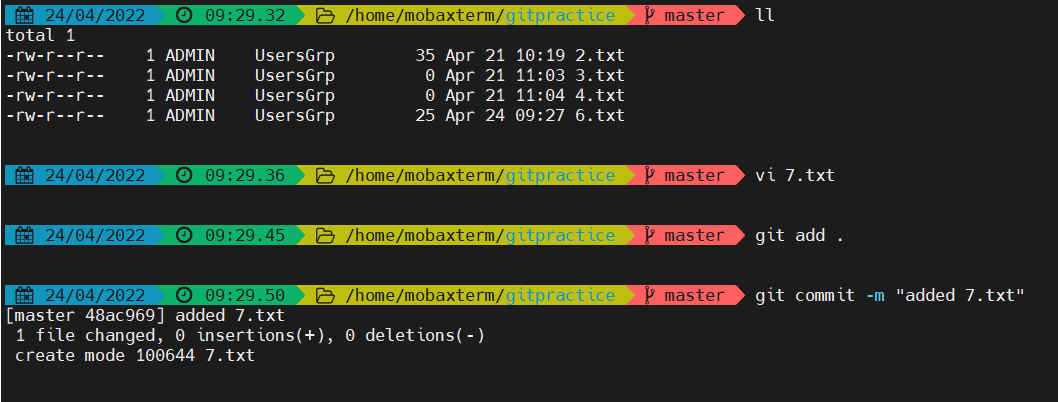 24/04/2022 09:29.32 /home/mobaxterm/gitpractice master ll
total 1
-rw-r--r-- 1 ADMIN UsersGrp 35 Apr 21 10:19 2.txt
-rw-r--r-- 1 ADMIN UsersGrp 0 Apr 21 11:03 3.txt
-rw-r--r-- 1 ADMIN UsersGrp 0 Apr 21 11:04 4.txt
-rw-r--r-- 1 ADMIN UsersGrp 25 Apr 24 09:27 6.txt
24/04/2022 09:29.36 /home/mobaxterm/gitpractice master vi 7.txt
24/04/2022 09:29.45 /home/mobaxterm/gitpractice master git add .
24/04/2022 09:29.50 /home/mobaxterm/gitpractice master git commit -m "added 7.txt"
[master 48ac969] added 7.txt
1 file changed, 0 insertions(+), 0 deletions(-)
create mode 100644 7.txt